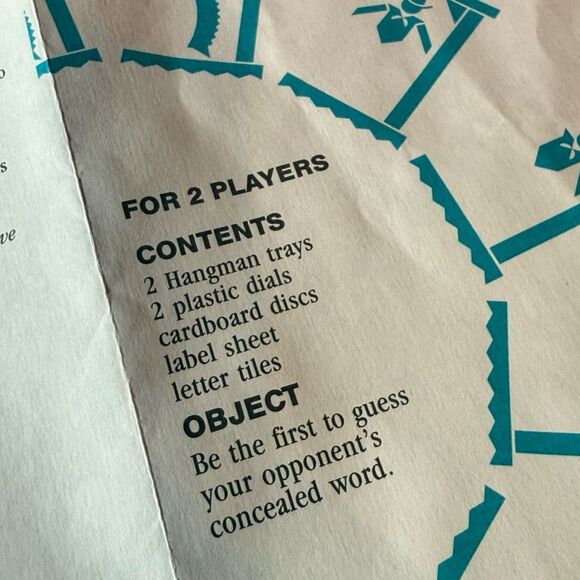 FOR 2 PLAYERS
CONTENTS
2 Hangman trays
2 plastic dials
cardboard discs
label sheet
letter tiles
OBJECT
Be the first to guess
your opponent's
concealed word.